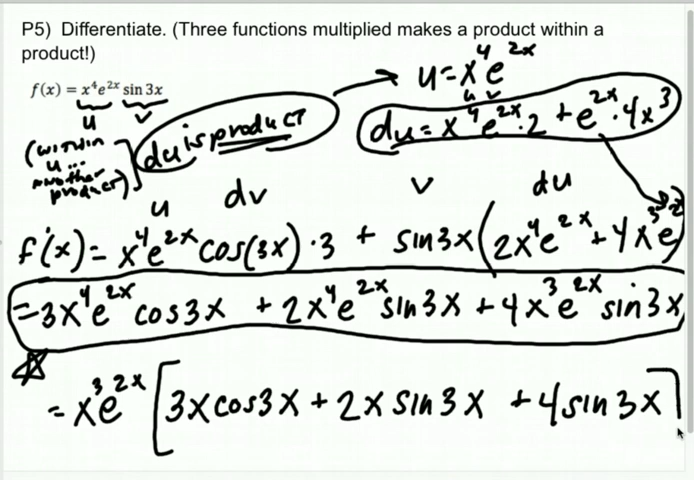 P5) Differentiate. (Three functions multiplied makes a product within a
product!)
u = x⁴e²ˣ
u v
f(x) = x⁴e²ˣ sin 3x
u v
du is product
du = x⁴e²ˣ·2 + e²ˣ·4x³
(within
u ...
another
product)
u dv v du
f'(x) = x⁴e²ˣ cos(3x)·3 + sin3x(2x⁴e²ˣ + 4x³e²ˣ)
= 3x⁴e²ˣ cos3x + 2x⁴e²ˣ sin3x + 4x³e²ˣ sin3x
= x³e²ˣ [3x cos3x + 2x sin3x + 4 sin3x]